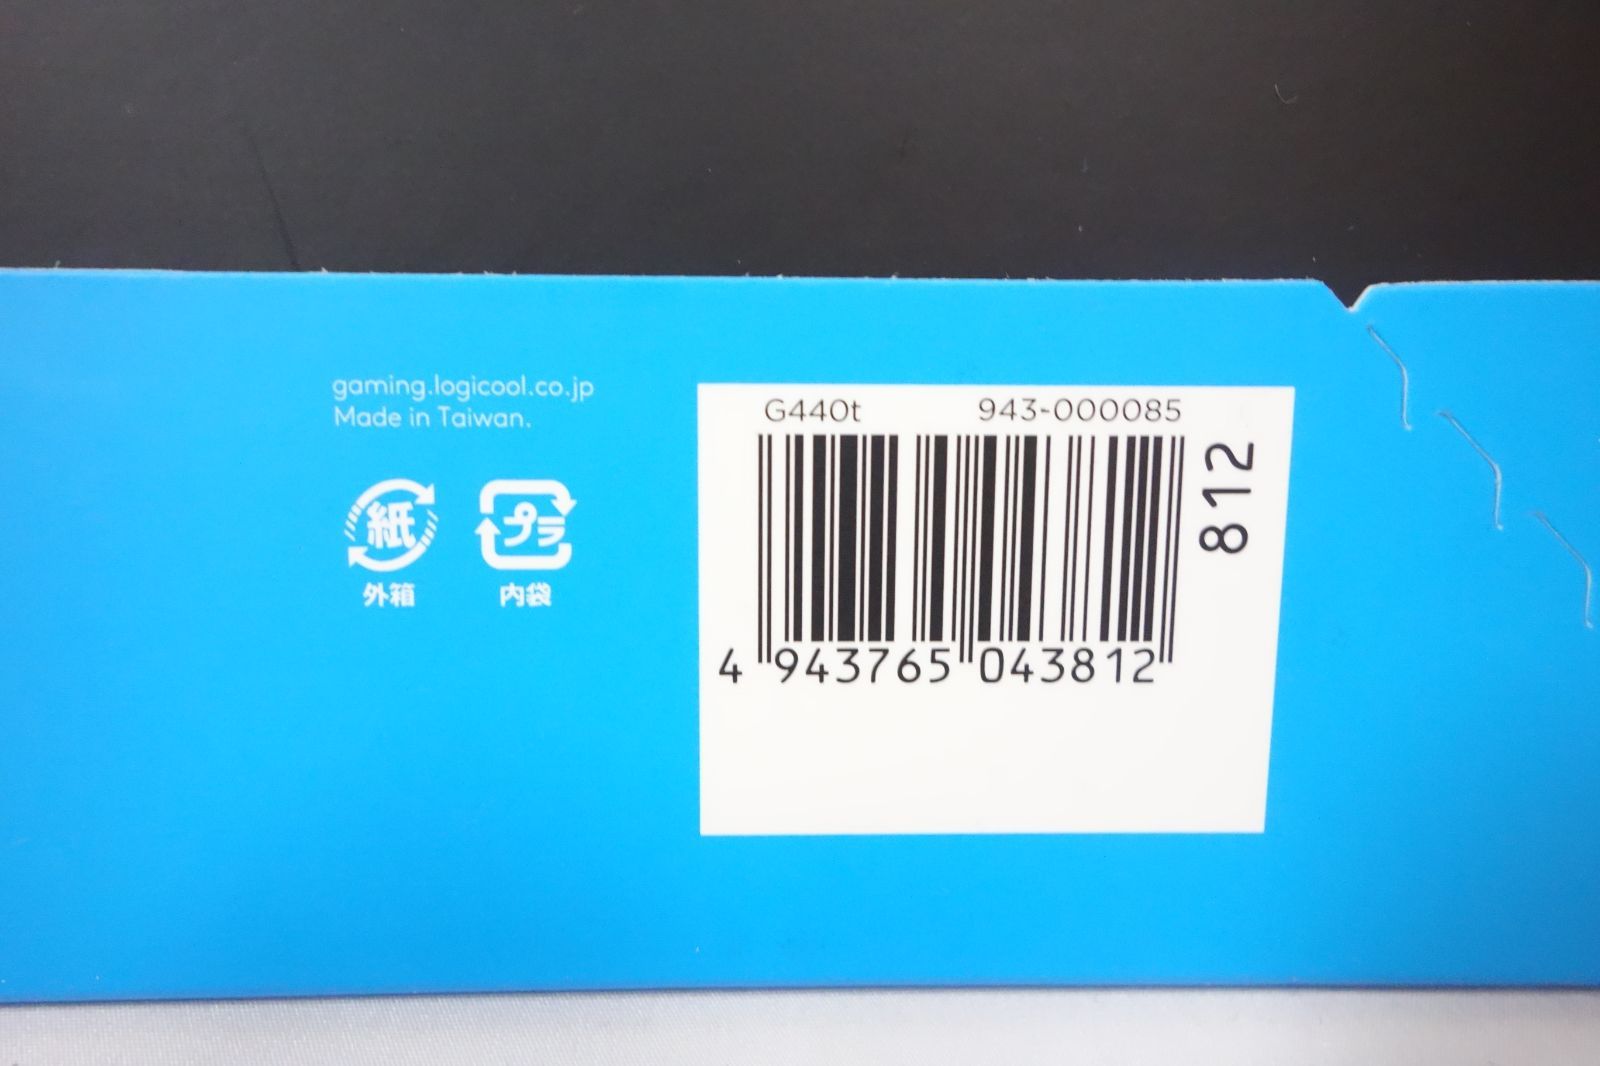 gaming.logicool.co.jp
Made in Taiwan.
紙
外箱
プラ
内袋
G440t 943-000085
812
4 943765 043812